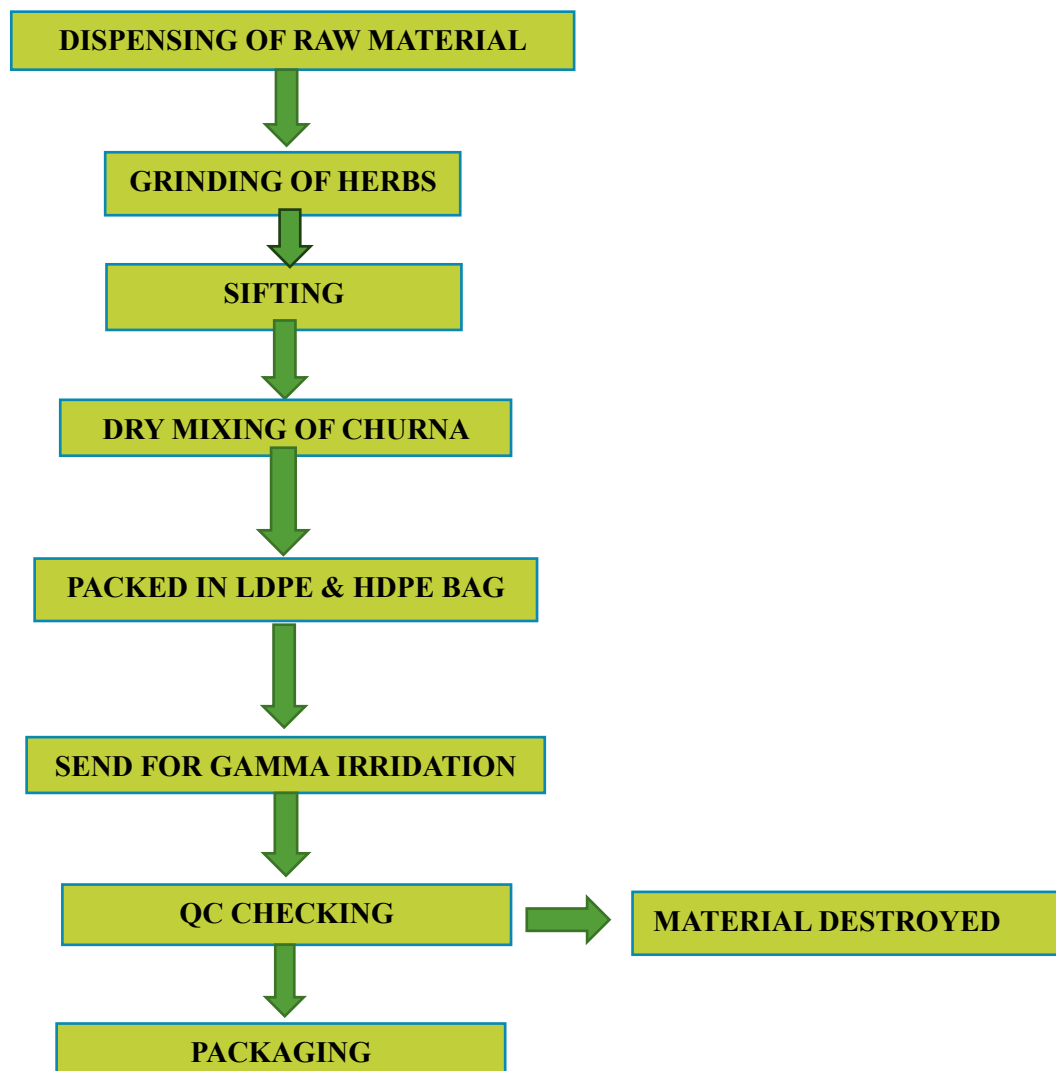 DISPENSING OF RAW MATERIAL
GRINDING OF HERBS
SIFTING
DRY MIXING OF CHURNA
PACKED IN LDPE & HDPE BAG
SEND FOR GAMMA IRRIDATION
QC CHECKING
MATERIAL DESTROYED
PACKAGING